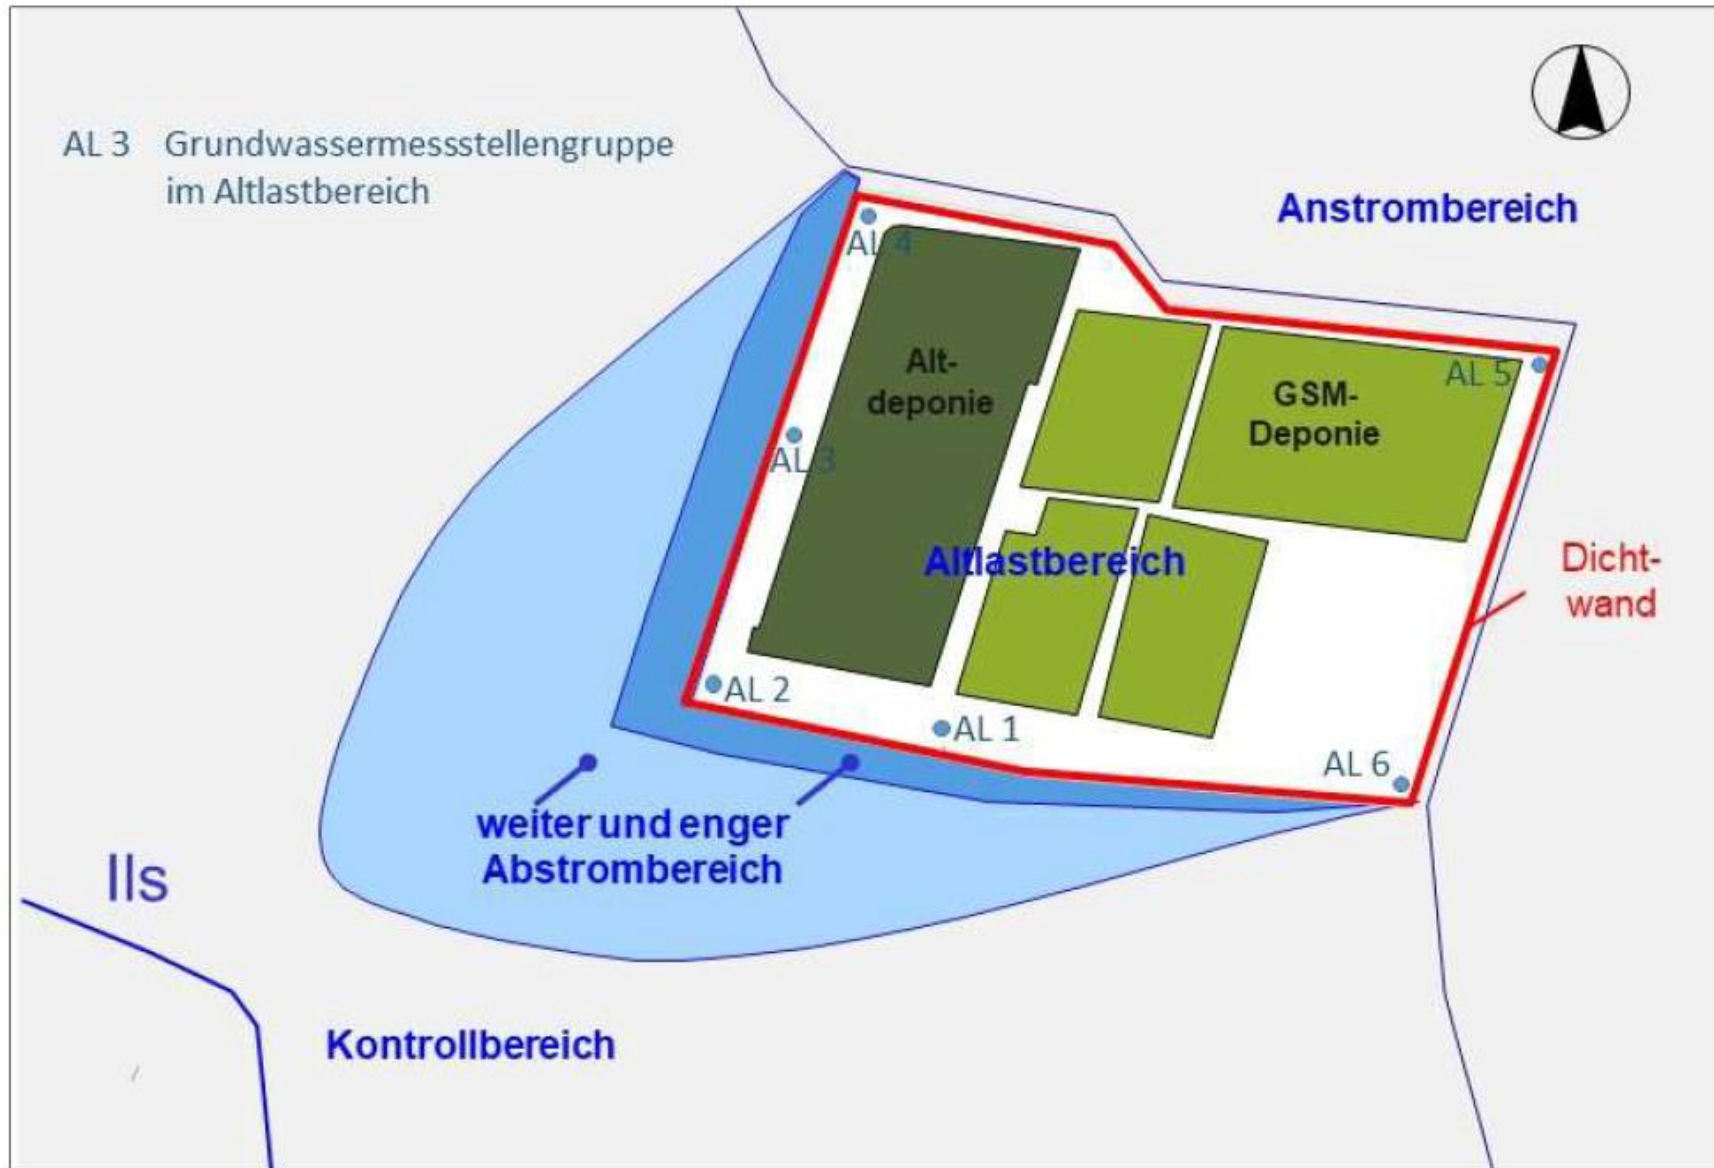 AL 3 Grundwassermessstellengruppe
im Altlastbereich
Anstrombereich
AL 4
Alt-
deponie
AL 5
GSM-
Deponie
AL 3
Altlastbereich
Dicht-
wand
AL 2
AL 1
AL 6
weiter und enger
Abstrombereich
Ils
Kontrollbereich